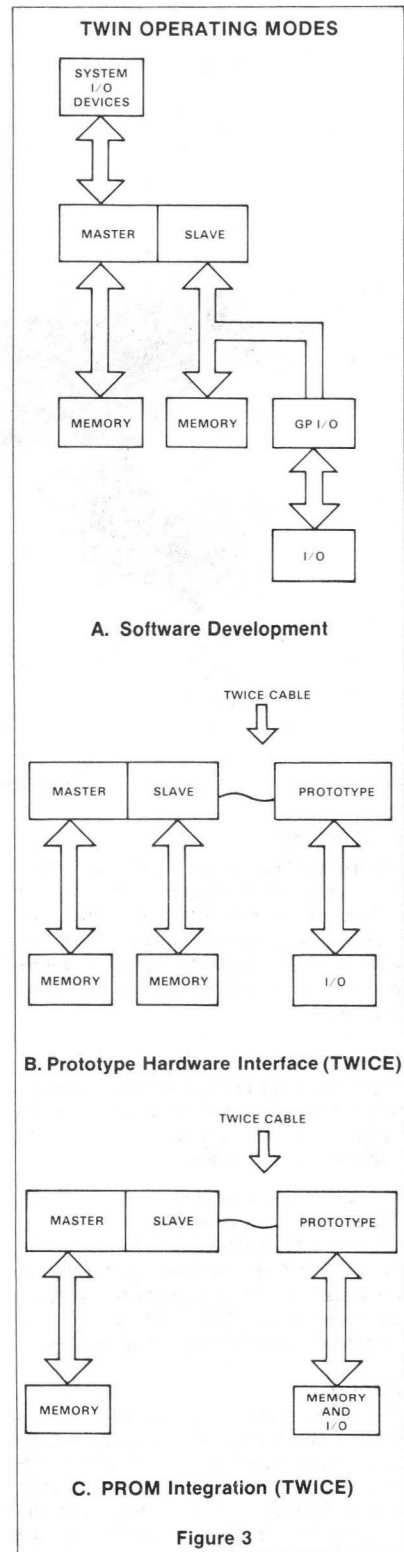 TWIN OPERATING MODES
SYSTEM
I/O
DEVICES
MASTER SLAVE
MEMORY MEMORY GP I/O
I/O
A. Software Development
TWICE CABLE
MASTER SLAVE PROTOTYPE
MEMORY MEMORY I/O
B. Prototype Hardware Interface (TWICE)
TWICE CABLE
MASTER SLAVE PROTOTYPE
MEMORY MEMORY
AND
I/O
C. PROM Integration (TWICE)
Figure 3